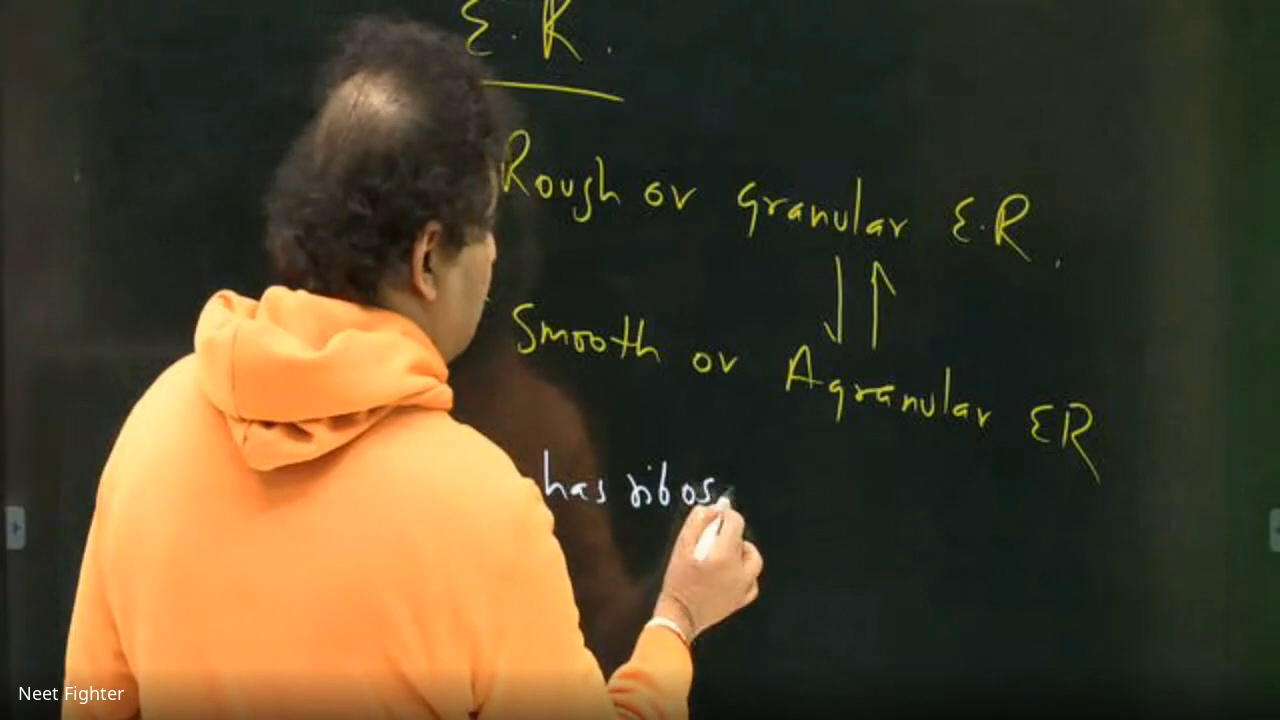 E.R.
Rough or granular E.R.
Smooth or Agranular ER
has ribos
Neet Fighter